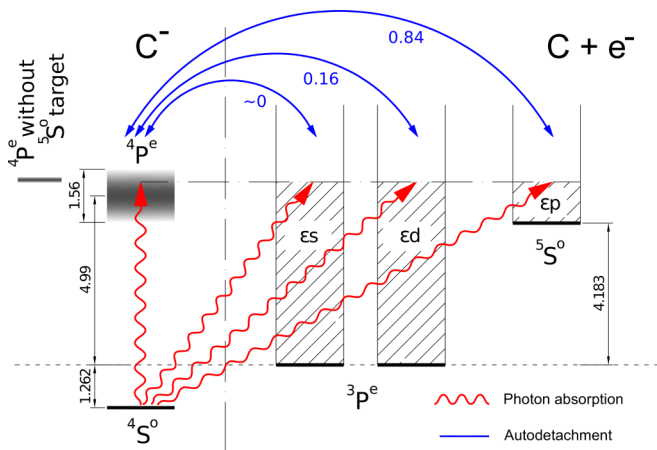 C⁻
C + e⁻
0.84
0.16
~0
⁴Pᵉ without
⁵Sᵒ target
⁴Pᵉ
1.56
εs
εd
εp
⁵Sᵒ
4.99
4.183
1.262
³Pᵉ
⁴Sᵒ
Photon absorption
Autodetachment